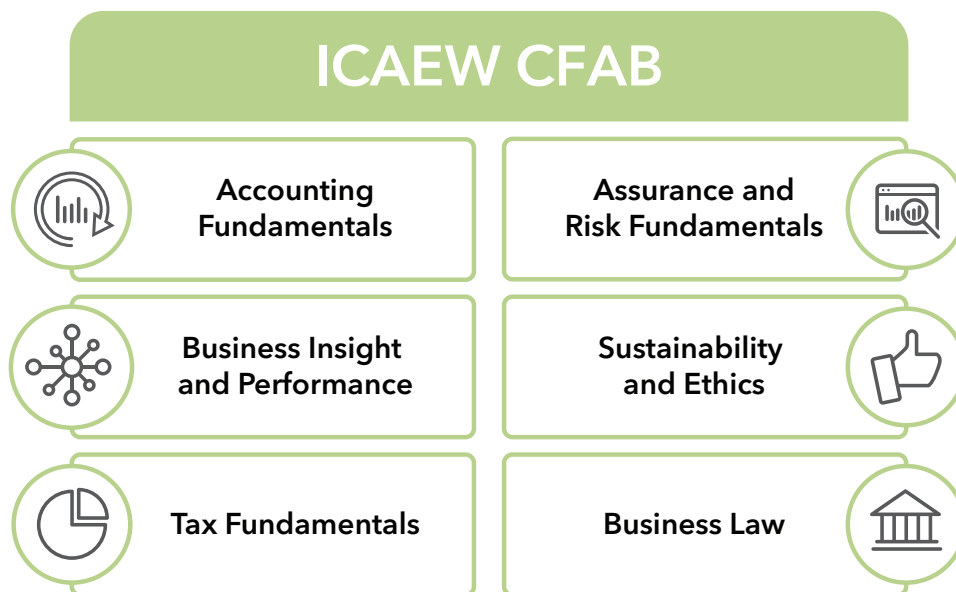 ICAEW CFAB
Accounting
Fundamentals
Assurance and
Risk Fundamentals
Business Insight
and Performance
Sustainability
and Ethics
Tax Fundamentals
Business Law